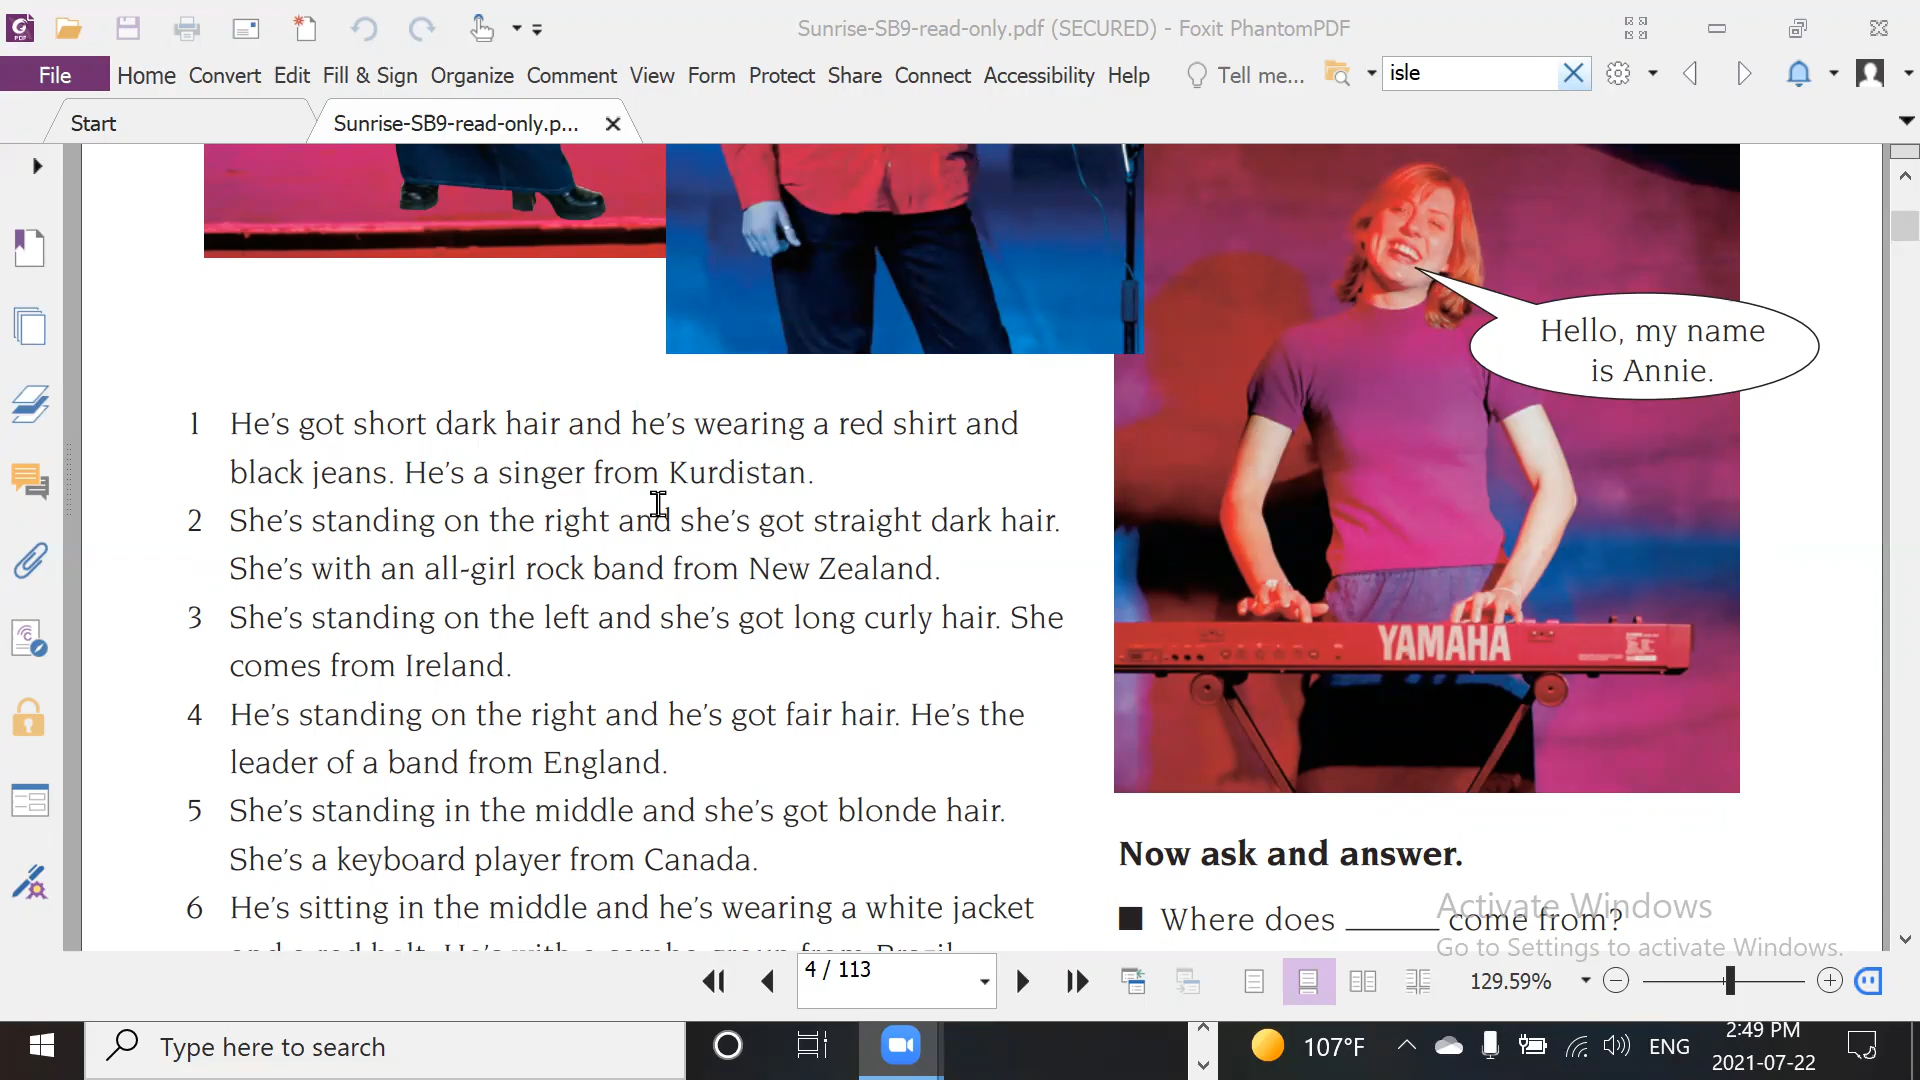 Sunrise-SB9-read-only.pdf (SECURED) - Foxit PhantomPDF
File Home Convert Edit Fill & Sign Organize Comment View Form Protect Share Connect Accessibility Help Tell me... isle
Start Sunrise-SB9-read-only.p...
Hello, my name
is Annie.
1 He's got short dark hair and he's wearing a red shirt and
black jeans. He's a singer from Kurdistan.
2 She's standing on the right and she's got straight dark hair.
She's with an all-girl rock band from New Zealand.
3 She's standing on the left and she's got long curly hair. She
comes from Ireland.
4 He's standing on the right and he's got fair hair. He's the
leader of a band from England.
5 She's standing in the middle and she's got blonde hair.
She's a keyboard player from Canada.
6 He's sitting in the middle and he's wearing a white jacket
YAMAHA
Now ask and answer.
Where does ______ come from?
Activate Windows
Go to Settings to activate Windows.
4 / 113
129.59%
Type here to search
107°F
ENG
2:49 PM
2021-07-22